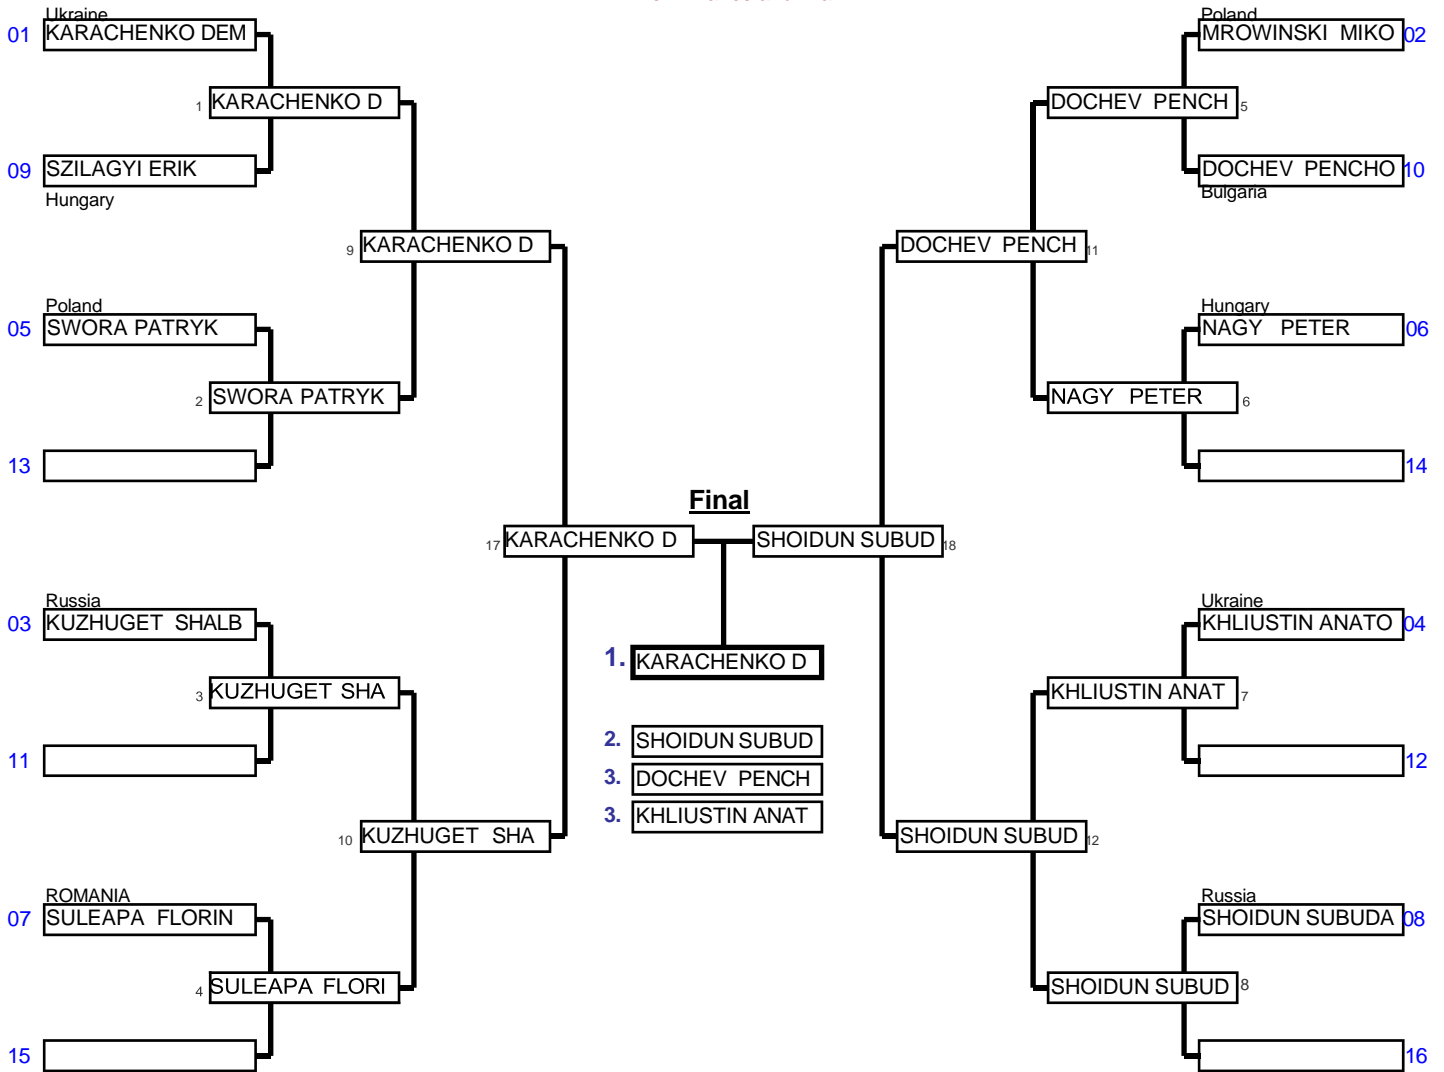 Ukraine
01 KARACHENKO DEM
1 KARACHENKO D
09 SZILAGYI ERIK
Hungary
9 KARACHENKO D
Poland
05 SWORA PATRYK
2 SWORA PATRYK
13
17 KARACHENKO D
Russia
03 KUZHUGET SHALB
3 KUZHUGET SHA
11
10 KUZHUGET SHA
ROMANIA
07 SULEAPA FLORIN
4 SULEAPA FLORI
15
Final
1. KARACHENKO D
2. SHOIDUN SUBUD
3. DOCHEV PENCH
3. KHLIUSTIN ANAT
Poland
MROWINSKI MIKO 02
DOCHEV PENCH 5
DOCHEV PENCHO 10
Bulgaria
DOCHEV PENCH 11
Hungary
NAGY PETER 06
NAGY PETER 6
14
SHOIDUN SUBUD 18
Ukraine
KHLIUSTIN ANATO 04
KHLIUSTIN ANAT 7
12
SHOIDUN SUBUD 12
Russia
SHOIDUN SUBUDA 08
SHOIDUN SUBUD 8
16